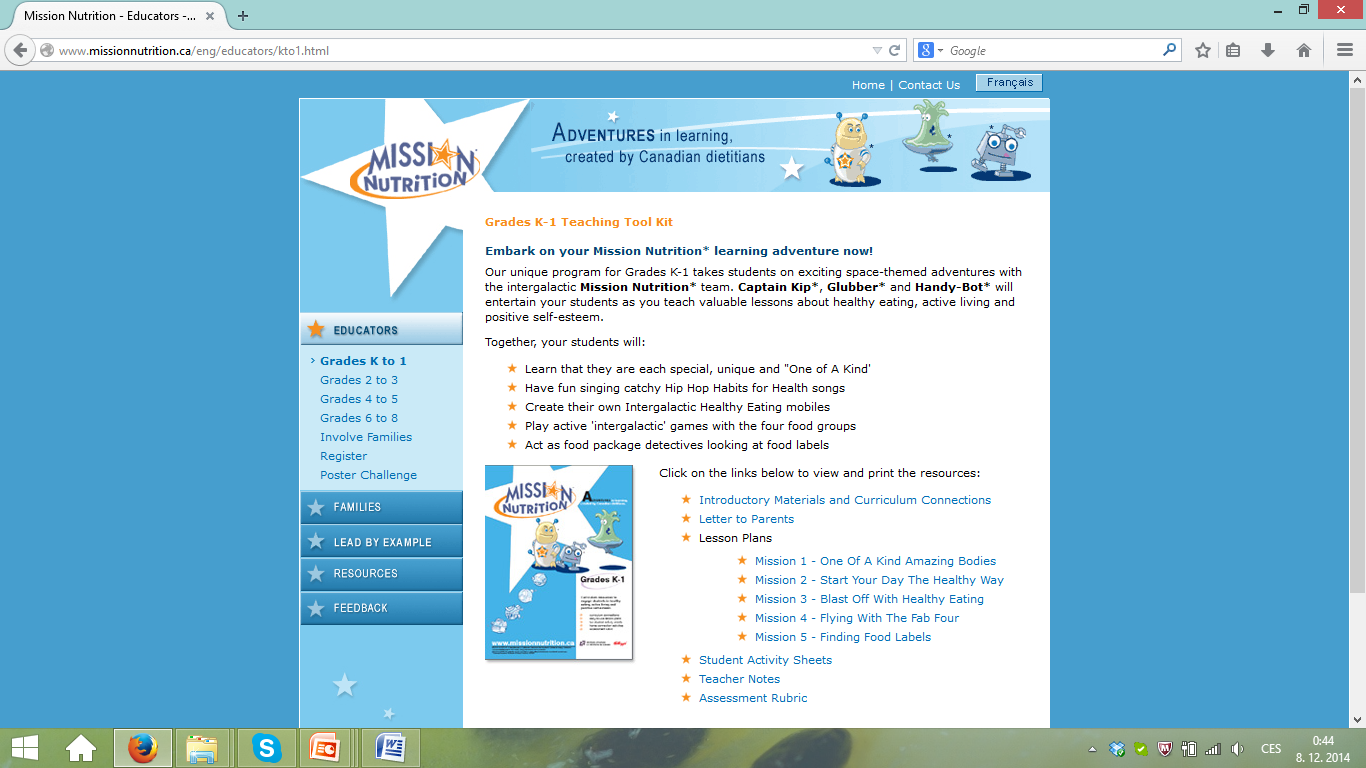 Mission Nutrition - Educators -...
www.missionnutrition.ca/eng/educators/kto1.html
Google
Home | Contact Us
Français
MISSION
NUTRITION
ADVENTURES in learning,
created by Canadian dietitians
Grades K-1 Teaching Tool Kit
Embark on your Mission Nutrition* learning adventure now!
Our unique program for Grades K-1 takes students on exciting space-themed adventures with
the intergalactic Mission Nutrition* team. Captain Kip*, Glubber* and Handy-Bot* will
entertain your students as you teach valuable lessons about healthy eating, active living and
positive self-esteem.
Together, your students will:
Learn that they are each special, unique and "One of A Kind'
Have fun singing catchy Hip Hop Habits for Health songs
Create their own Intergalactic Healthy Eating mobiles
Play active 'intergalactic' games with the four food groups
Act as food package detectives looking at food labels
EDUCATORS
Grades K to 1
Grades 2 to 3
Grades 4 to 5
Grades 6 to 8
Involve Families
Register
Poster Challenge
FAMILIES
LEAD BY EXAMPLE
RESOURCES
FEEDBACK
MISSION
NUTRITION
Grades K-1
www.missionnutrition.ca
Click on the links below to view and print the resources:
Introductory Materials and Curriculum Connections
Letter to Parents
Lesson Plans
Mission 1 - One Of A Kind Amazing Bodies
Mission 2 - Start Your Day The Healthy Way
Mission 3 - Blast Off With Healthy Eating
Mission 4 - Flying With The Fab Four
Mission 5 - Finding Food Labels
Student Activity Sheets
Teacher Notes
Assessment Rubric
CES
0:44
8. 12. 2014